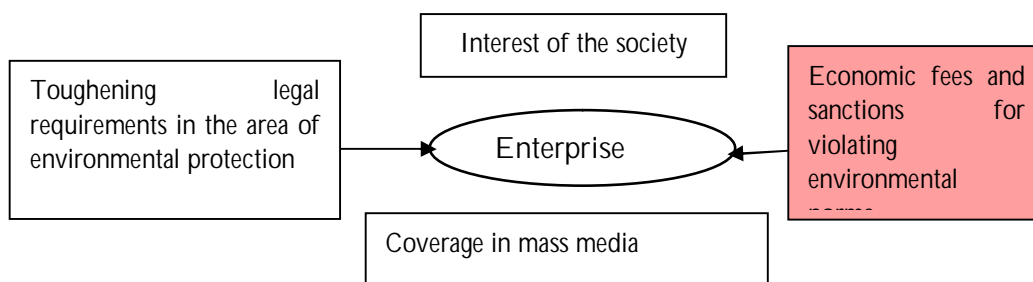 Interest of the society
Toughening legal
requirements in the area of
environmental protection
Enterprise
Economic fees and
sanctions for
violating
environmental
Coverage in mass media